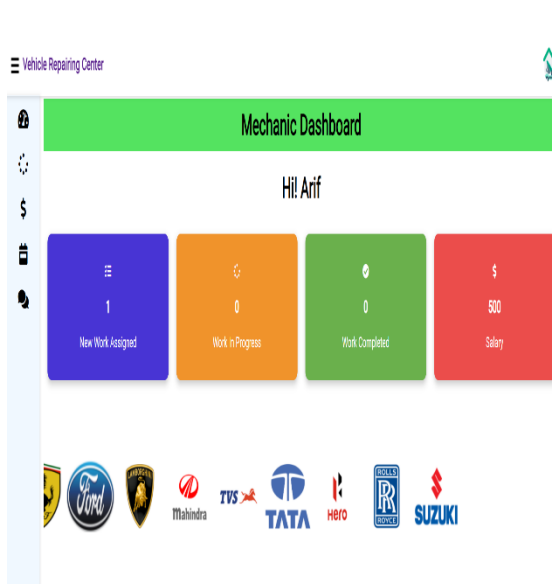 Vehicle Repairing Center
Mechanic Dashboard
Hi! Arif
1
0
0
500
New Work Assigned
Work In Progress
Work Completed
Salary
Ford
LAMBORGHINI
Mahindra
TVS
TATA
Hero
ROLLS
RR
ROYCE
SUZUKI